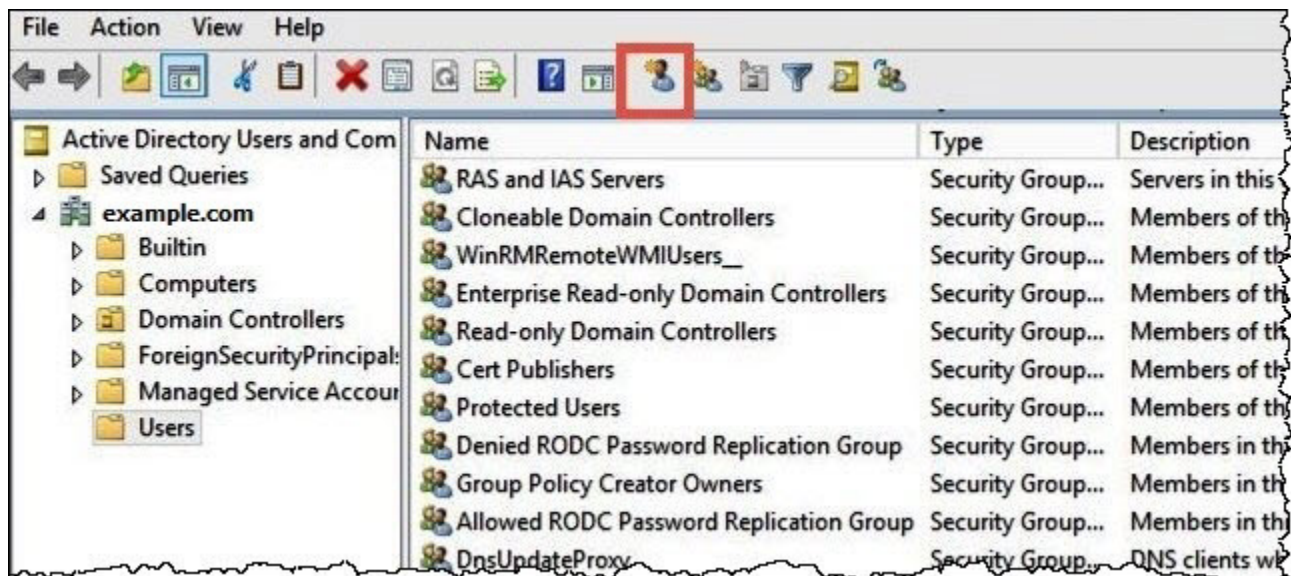 File Action View Help
Active Directory Users and Com
Saved Queries
example.com
Builtin
Computers
Domain Controllers
ForeignSecurityPrincipals
Managed Service Accour
Users
Name Type Description
RAS and IAS Servers Security Group... Servers in this
Cloneable Domain Controllers Security Group... Members of th
WinRMRemoteWMIUsers__ Security Group... Members of th
Enterprise Read-only Domain Controllers Security Group... Members of th
Read-only Domain Controllers Security Group... Members of th
Cert Publishers Security Group... Members of th
Protected Users Security Group... Members of th
Denied RODC Password Replication Group Security Group... Members in th
Group Policy Creator Owners Security Group... Members in th
Allowed RODC Password Replication Group Security Group... Members in th
DnsUpdateProxy Security Group... DNS clients wh